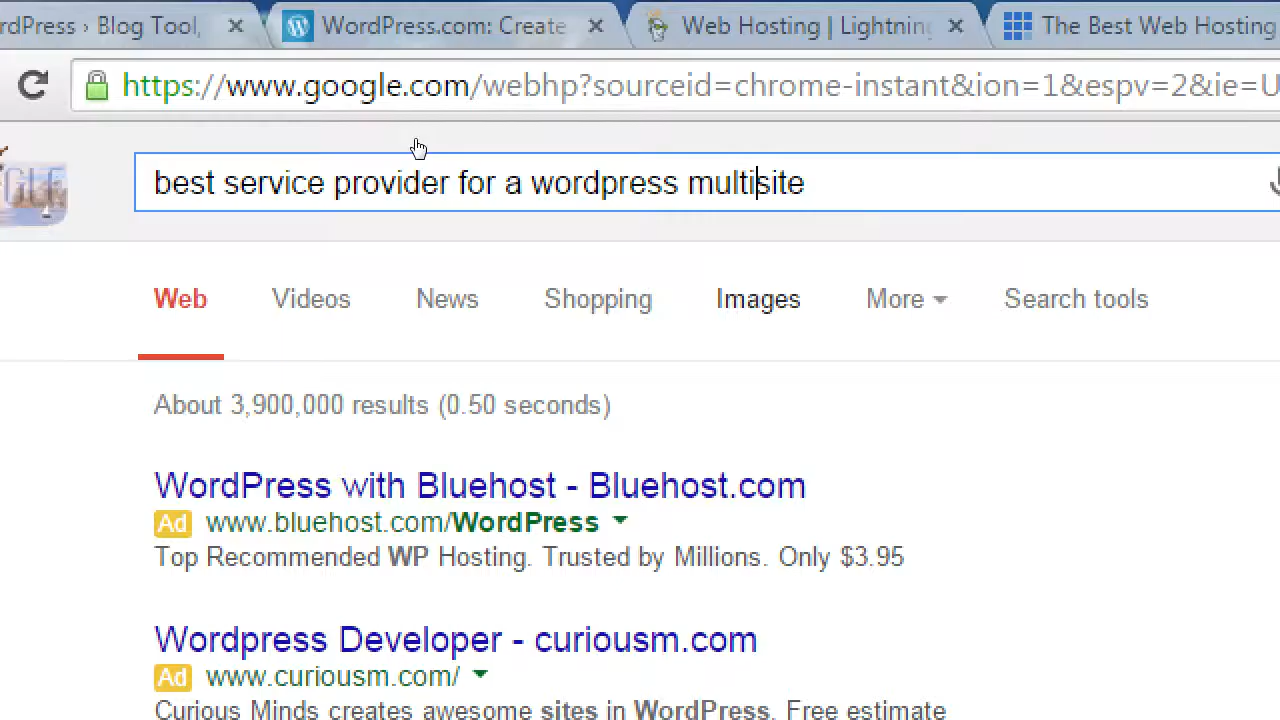 rdPress › Blog Tool, WordPress.com: Create Web Hosting | Lightning The Best Web Hosting
https://www.google.com/webhp?sourceid=chrome-instant&ion=1&espv=2&ie=U
GLE
best service provider for a wordpress multisite
Web Videos News Shopping Images More Search tools
About 3,900,000 results (0.50 seconds)
WordPress with Bluehost - Bluehost.com
Ad www.bluehost.com/WordPress
Top Recommended WP Hosting. Trusted by Millions. Only $3.95
Wordpress Developer - curiousm.com
Ad www.curiousm.com/
Curious Minds creates awesome sites in WordPress. Free estimate